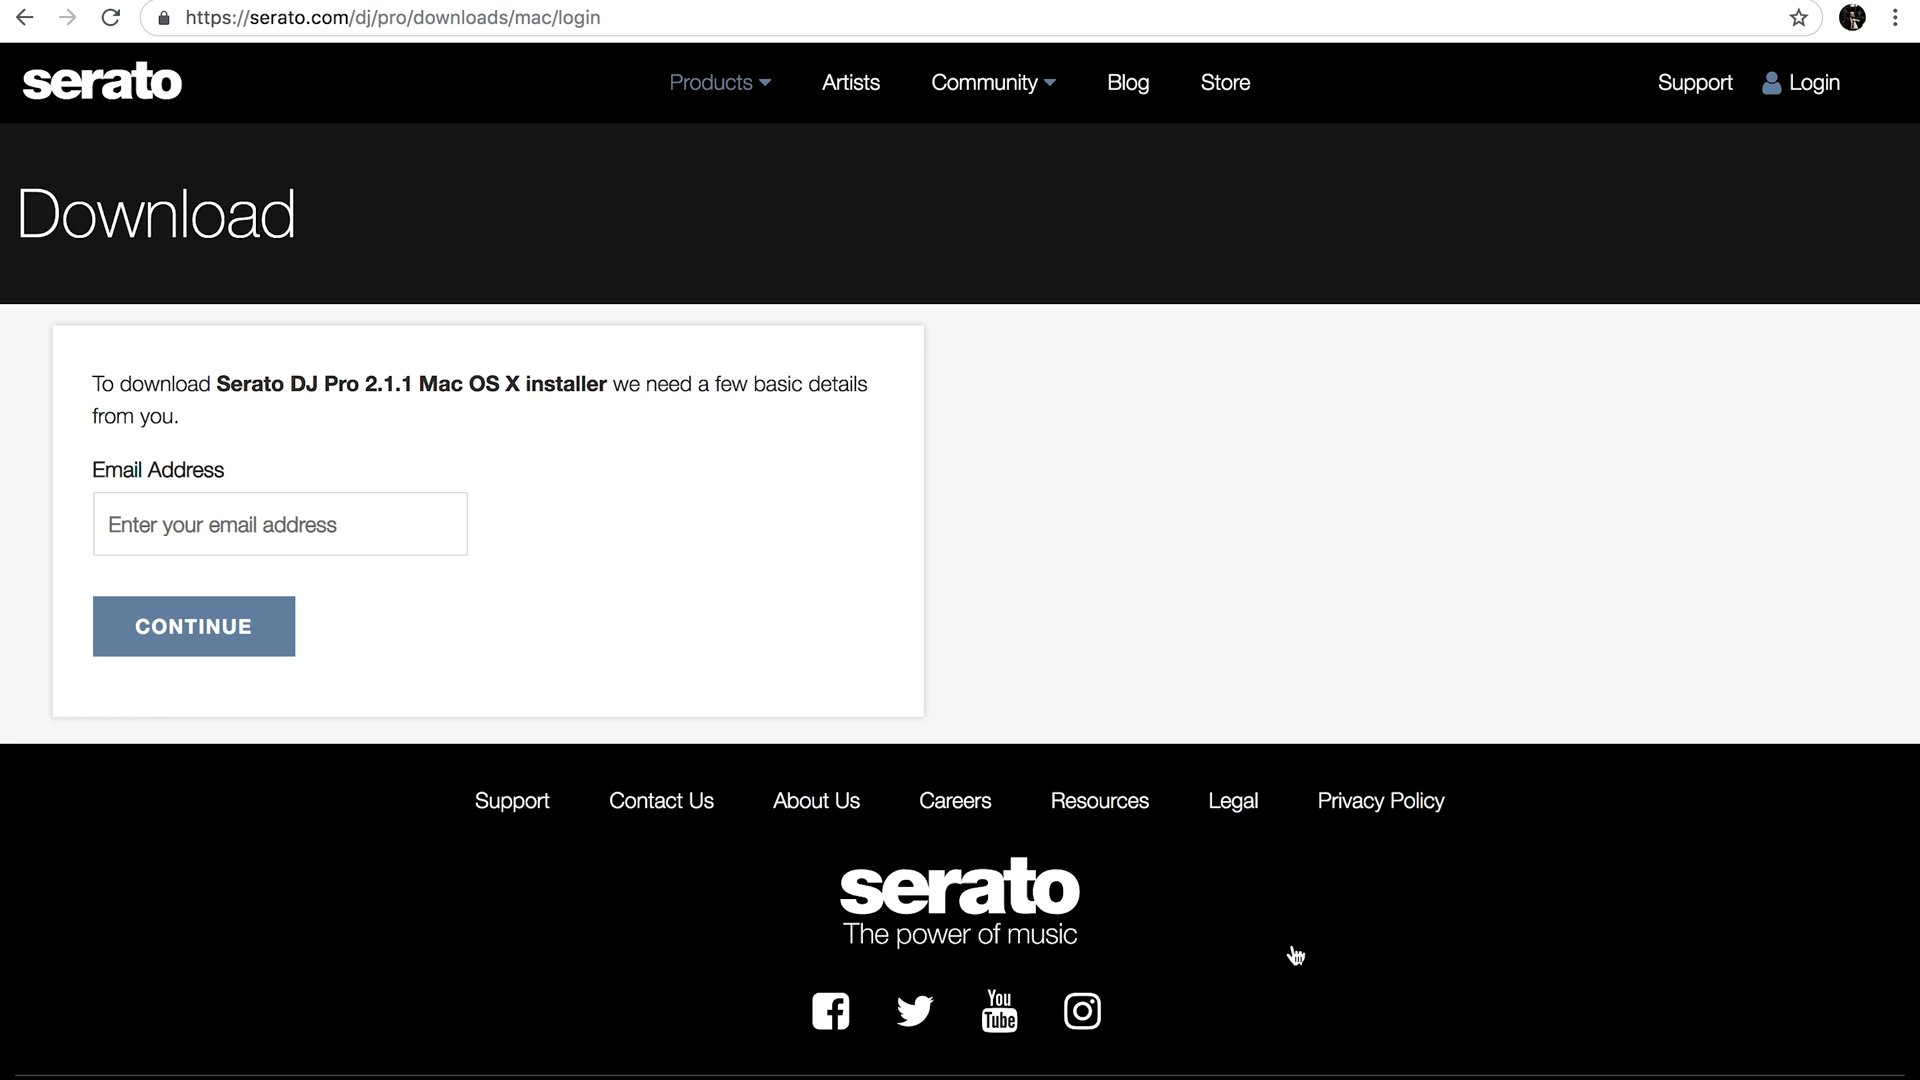 https://serato.com/dj/pro/downloads/mac/login
serato
Products
Artists
Community
Blog
Store
Support
Login
Download
To download Serato DJ Pro 2.1.1 Mac OS X installer we need a few basic details
from you.
Email Address
Enter your email address
CONTINUE
Support
Contact Us
About Us
Careers
Resources
Legal
Privacy Policy
serato
The power of music
You
Tube